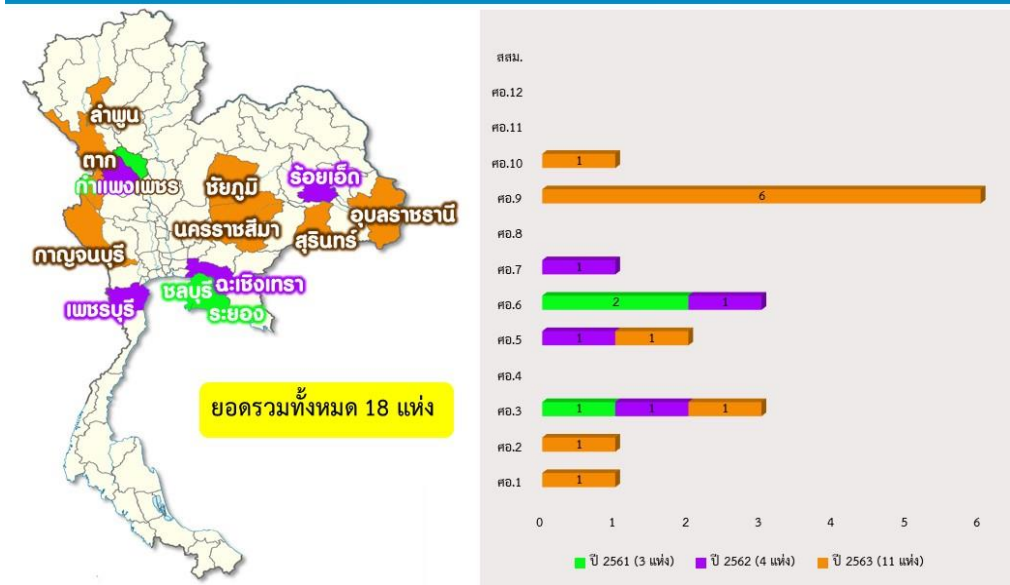 ลำพูน
ตาก
กำแพงเพชร
ชัยภูมิ
ร้อยเอ็ด
นครราชสีมา
สุรินทร์
อุบลราชธานี
กาญจนบุรี
เพชรบุรี
ชลบุรี
ฉะเชิงเทรา
ระยอง
ยอดรวมทั้งหมด 18 แห่ง
สสม.
ศอ.12
ศอ.11
ศอ.10 1
ศอ.9 6
ศอ.8
ศอ.7 1
ศอ.6 2 1
ศอ.5 1 1
ศอ.4
ศอ.3 1 1 1
ศอ.2 1
ศอ.1 1
0 1 2 3 4 5 6
ปี 2561 (3 แห่ง) ปี 2562 (4 แห่ง) ปี 2563 (11 แห่ง)